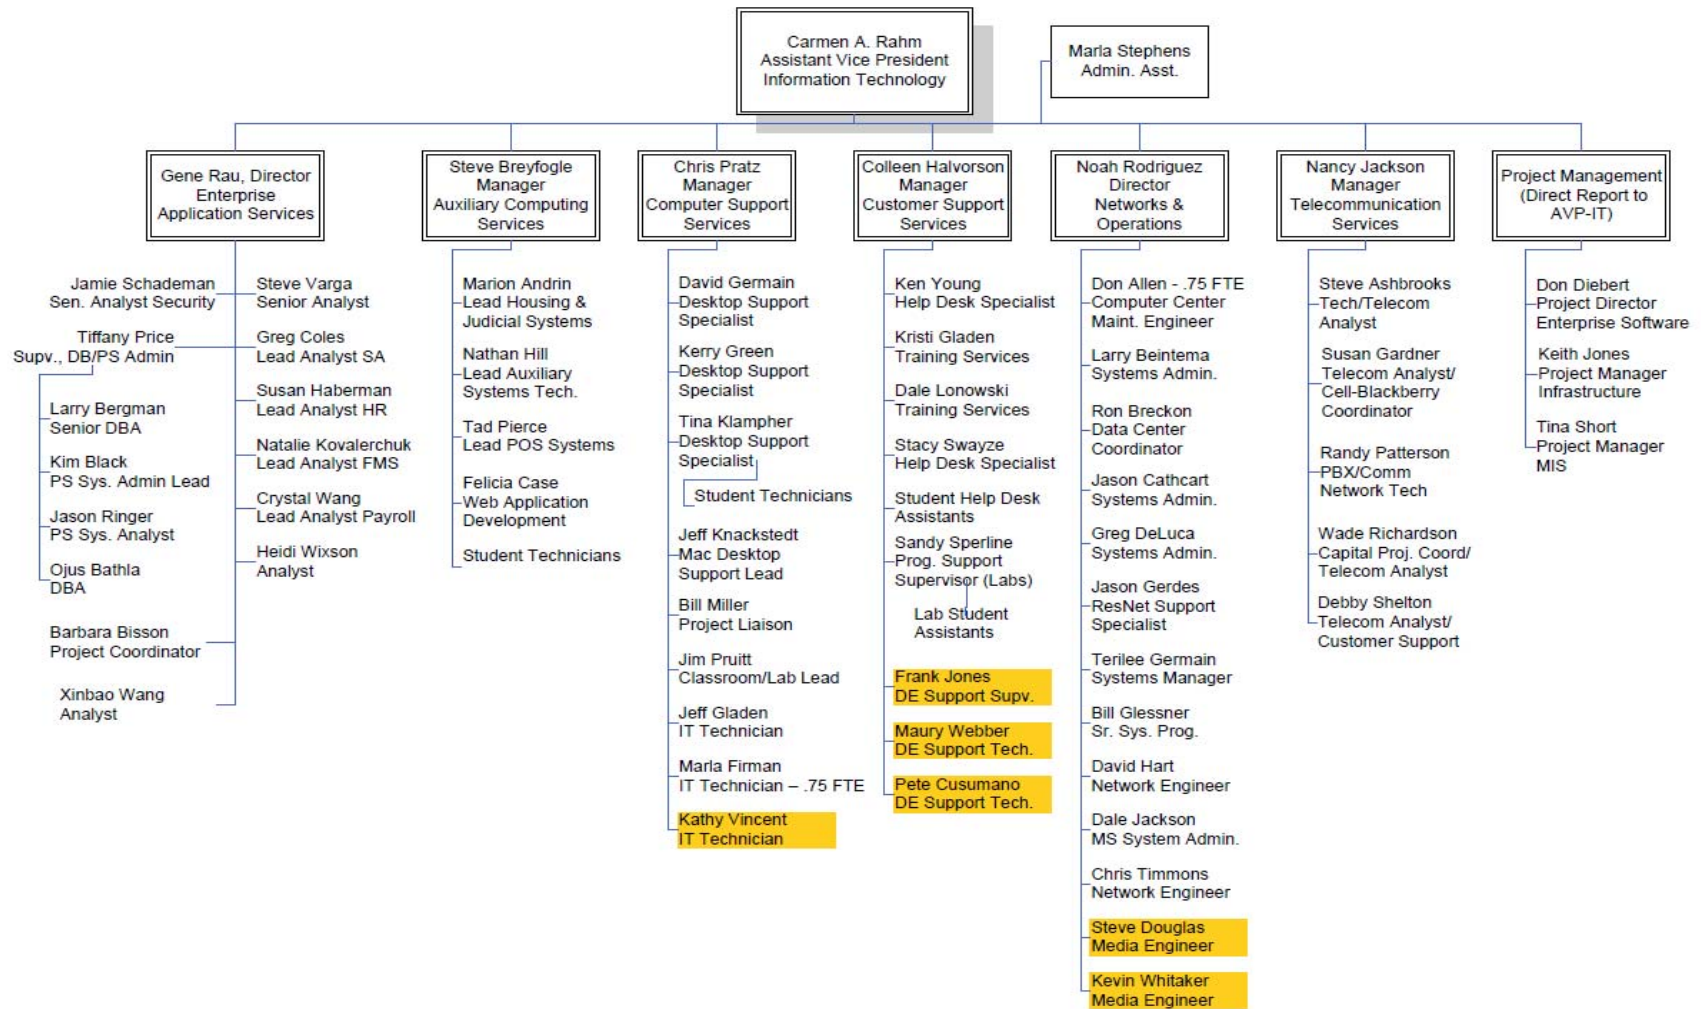 Carmen A. Rahm
Assistant Vice President
Information Technology
Marla Stephens
Admin. Asst.
Gene Rau, Director
Enterprise
Application Services
Jamie Schademan
Sen. Analyst Security
Tiffany Price
Supv., DB/PS Admin
Larry Bergman
Senior DBA
Kim Black
PS Sys. Admin Lead
Jason Ringer
PS Sys. Analyst
Ojus Bathla
DBA
Barbara Bisson
Project Coordinator
Xinbao Wang
Analyst
Steve Varga
Senior Analyst
Greg Coles
Lead Analyst SA
Susan Haberman
Lead Analyst HR
Natalie Kovalerchuk
Lead Analyst FMS
Crystal Wang
Lead Analyst Payroll
Heidi Wixson
Analyst
Steve Breyfogle
Manager
Auxiliary Computing
Services
Marion Andrin
Lead Housing &
Judicial Systems
Nathan Hill
Lead Auxiliary
Systems Tech.
Tad Pierce
Lead POS Systems
Felicia Case
Web Application
Development
Student Technicians
Chris Pratz
Manager
Computer Support
Services
David Germain
Desktop Support
Specialist
Kerry Green
Desktop Support
Specialist
Tina Klampher
Desktop Support
Specialist
Student Technicians
Jeff Knackstedt
Mac Desktop
Support Lead
Bill Miller
Project Liaison
Jim Pruitt
Classroom/Lab Lead
Jeff Gladen
IT Technician
Marla Firman
IT Technician – .75 FTE
Kathy Vincent
IT Technician
Colleen Halvorson
Manager
Customer Support
Services
Ken Young
Help Desk Specialist
Kristi Gladen
Training Services
Dale Lonowski
Training Services
Stacy Swayze
Help Desk Specialist
Student Help Desk
Assistants
Sandy Sperline
Prog. Support
Supervisor (Labs)
Lab Student
Assistants
Frank Jones
DE Support Supv.
Maury Webber
DE Support Tech.
Pete Cusumano
DE Support Tech.
Noah Rodriguez
Director
Networks &
Operations
Don Allen - .75 FTE
Computer Center
Maint. Engineer
Larry Beintema
Systems Admin.
Ron Breckon
Data Center
Coordinator
Jason Cathcart
Systems Admin.
Greg DeLuca
Systems Admin.
Jason Gerdes
ResNet Support
Specialist
Terilee Germain
Systems Manager
Bill Glessner
Sr. Sys. Prog.
David Hart
Network Engineer
Dale Jackson
MS System Admin.
Chris Timmons
Network Engineer
Steve Douglas
Media Engineer
Kevin Whitaker
Media Engineer
Nancy Jackson
Manager
Telecommunication
Services
Steve Ashbrooks
Tech/Telecom
Analyst
Susan Gardner
Telecom Analyst/
Cell-Blackberry
Coordinator
Randy Patterson
PBX/Comm
Network Tech
Wade Richardson
Capital Proj. Coord/
Telecom Analyst
Debby Shelton
Telecom Analyst/
Customer Support
Project Management
(Direct Report to
AVP-IT)
Don Diebert
Project Director
Enterprise Software
Keith Jones
Project Manager
Infrastructure
Tina Short
Project Manager
MIS